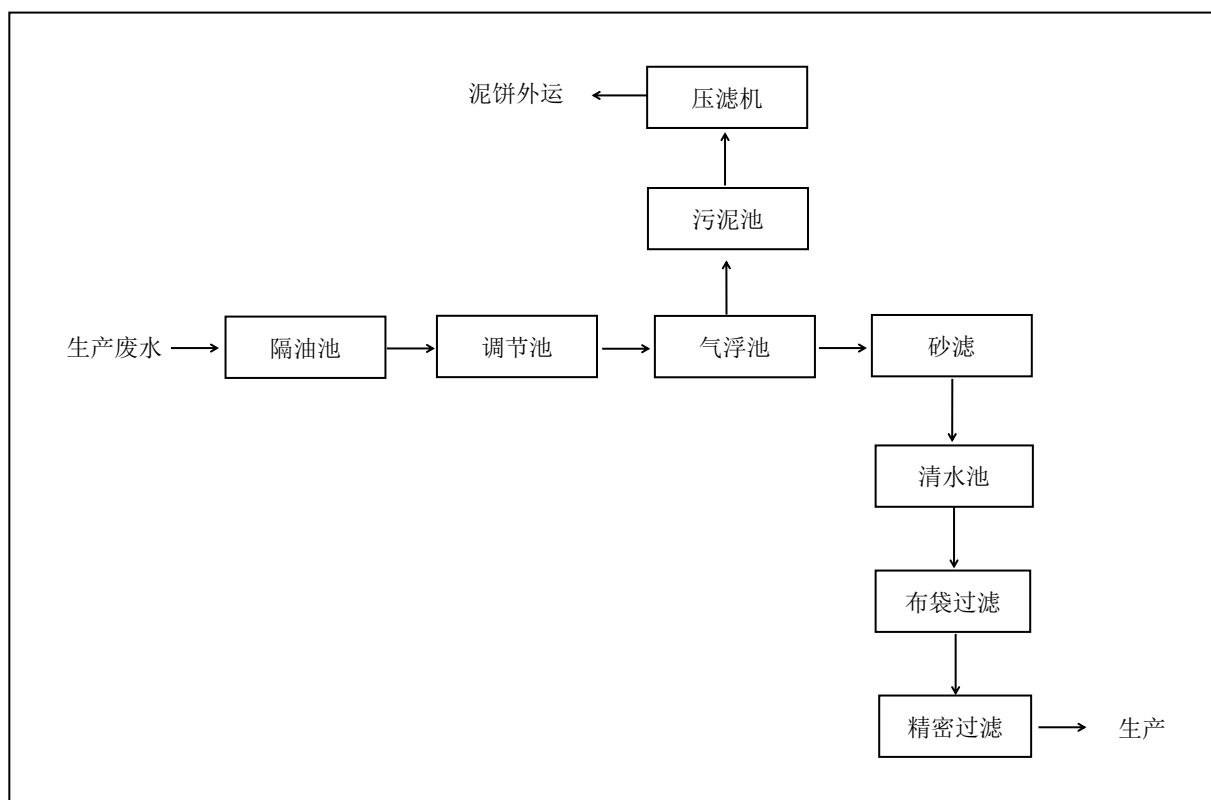 泥饼外运
压滤机
污泥池
生产废水
隔油池
调节池
气浮池
砂滤
清水池
布袋过滤
精密过滤
生产